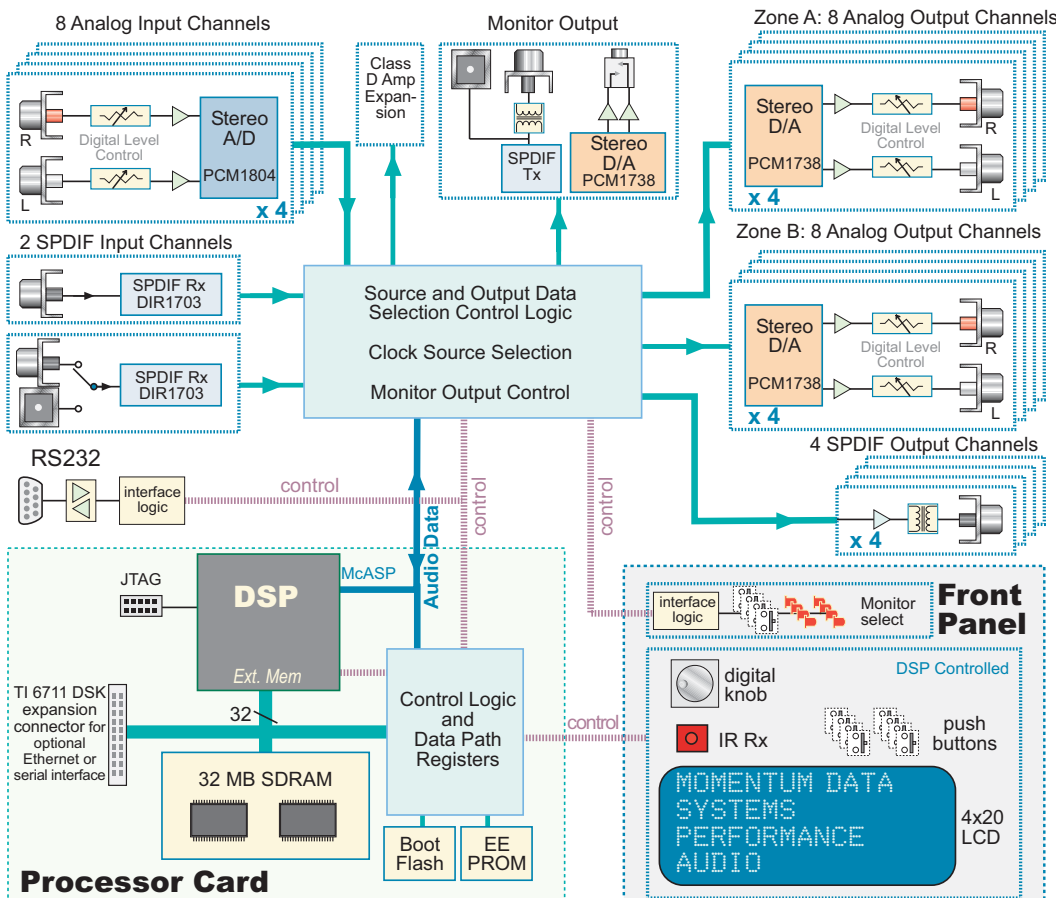 8 Analog Input Channels
R
Digital Level
Control
L
Stereo
A/D
PCM1804
x 4
Class
D Amp
Expan-
sion
Monitor Output
SPDIF
Tx
Stereo
D/A
PCM1738
Zone A: 8 Analog Output Channels
Stereo
D/A
PCM1738
x 4
Digital Level
Control
R
L
2 SPDIF Input Channels
SPDIF Rx
DIR1703
SPDIF Rx
DIR1703
Source and Output Data
Selection Control Logic
Clock Source Selection
Monitor Output Control
Zone B: 8 Analog Output Channels
Stereo
D/A
PCM1738
x 4
Digital Level
Control
R
L
4 SPDIF Output Channels
x 4
RS232
interface
logic
control
control
control
Audio Data
McASP
JTAG
DSP
Ext. Mem
TI 6711 DSK
expansion
connector for
optional
Ethernet or
serial interface
32
32 MB SDRAM
Control Logic
and
Data Path
Registers
Boot
Flash
EE
PROM
Processor Card
control
interface
logic
Monitor
select
Front
Panel
DSP Controlled
digital
knob
IR Rx
push
buttons
MOMENTUM DATA
SYSTEMS
PERFORMANCE
AUDIO
4x20
LCD